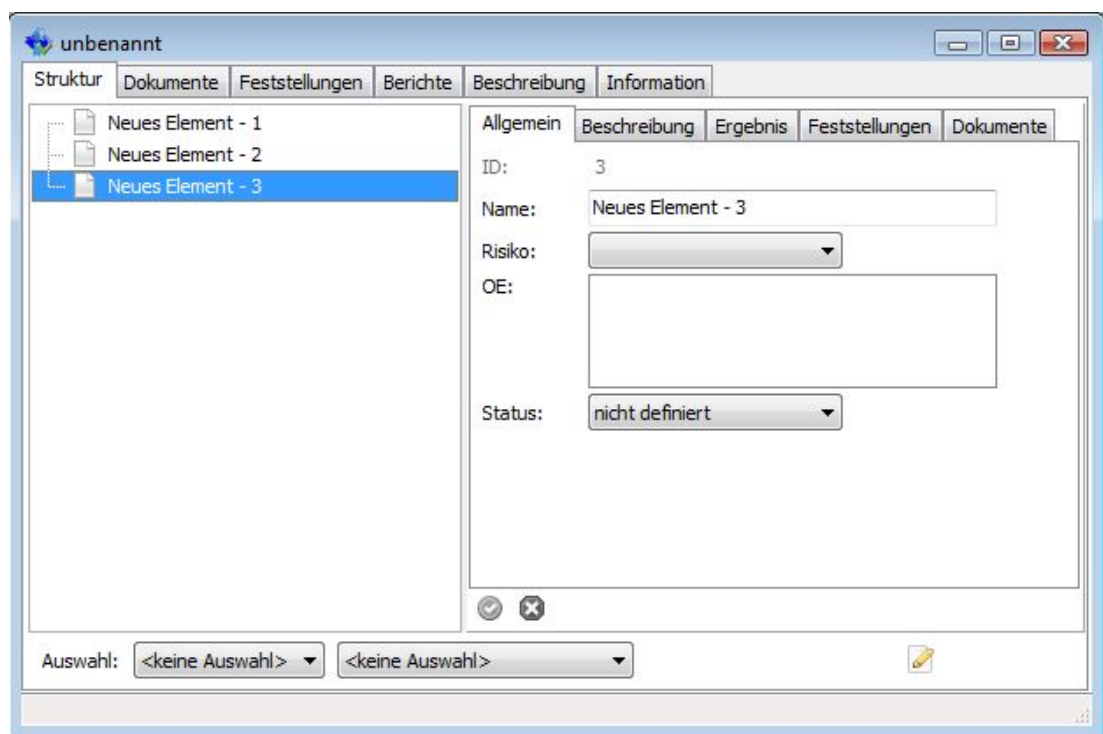 unbenannt
Struktur Dokumente Feststellungen Berichte Beschreibung Information
Neues Element - 1
Neues Element - 2
Neues Element - 3
Allgemein Beschreibung Ergebnis Feststellungen Dokumente
ID: 3
Name: Neues Element - 3
Risiko:
OE:
Status: nicht definiert
Auswahl: <keine Auswahl> <keine Auswahl>